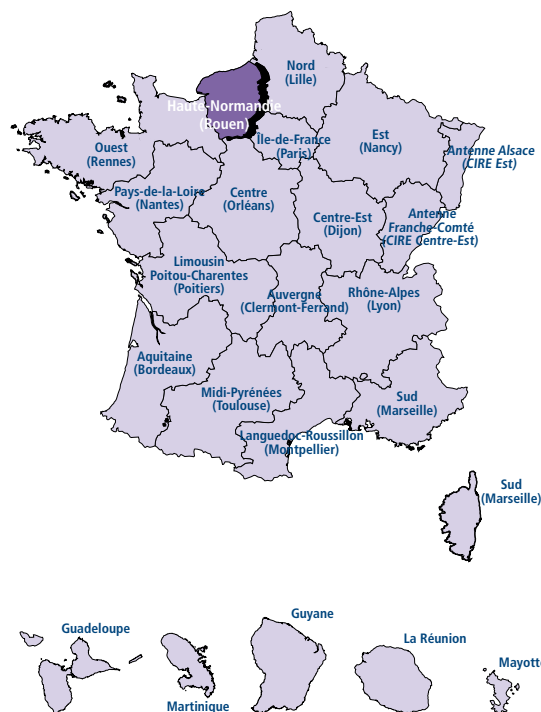 Nord
(Lille)
Haute-Normandie
(Rouen)
Île-de-France
(Paris)
Est
(Nancy)
Antenne Alsace
(CIRE Est)
Ouest
(Rennes)
Pays-de-la-Loire
(Nantes)
Centre
(Orléans)
Centre-Est
(Dijon)
Antenne
Franche-Comté
(CIRE Centre-Est)
Limousin
Poitou-Charentes
(Poitiers)
Auvergne
(Clermont-Ferrand)
Rhône-Alpes
(Lyon)
Aquitaine
(Bordeaux)
Midi-Pyrénées
(Toulouse)
Sud
(Marseille)
Languedoc-Roussillon
(Montpellier)
Sud
(Marseille)
Guadeloupe
Martinique
Guyane
La Réunion
Mayotte